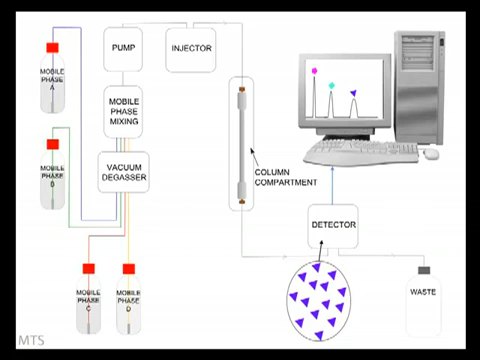 MOBILE
PHASE
A
PUMP
INJECTOR
MOBILE
PHASE
MIXING
MOBILE
PHASE
VACUUM
DEGASSER
COLUMN
COMPARTMENT
DETECTOR
MOBILE
PHASE
C
MOBILE
PHASE
D
WASTE
MTS